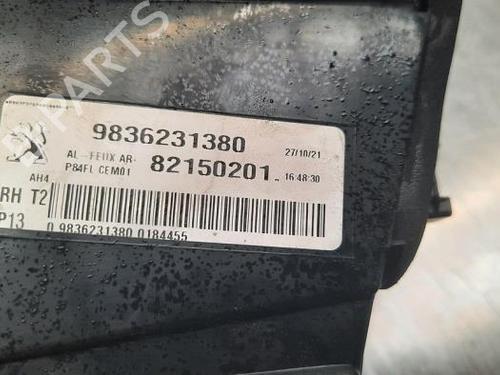 B-PARTS
9836231380 27/10/21
AL-FEUX AR- 82150201 16:48:30
P84FL CEM01
AH4
RH T2
P13
0 9836231380 0184455